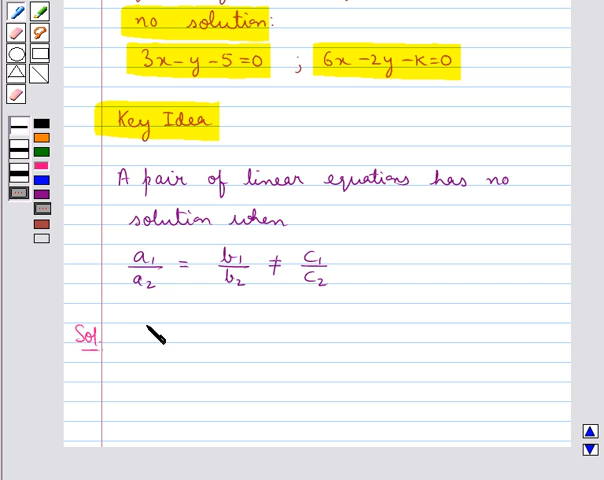 no solution:
3x-y-5=0 ; 6x-2y-k=0
Key Idea
A pair of linear equations has no
solution when
a₁/a₂ = b₁/b₂ ≠ c₁/c₂
Sol.